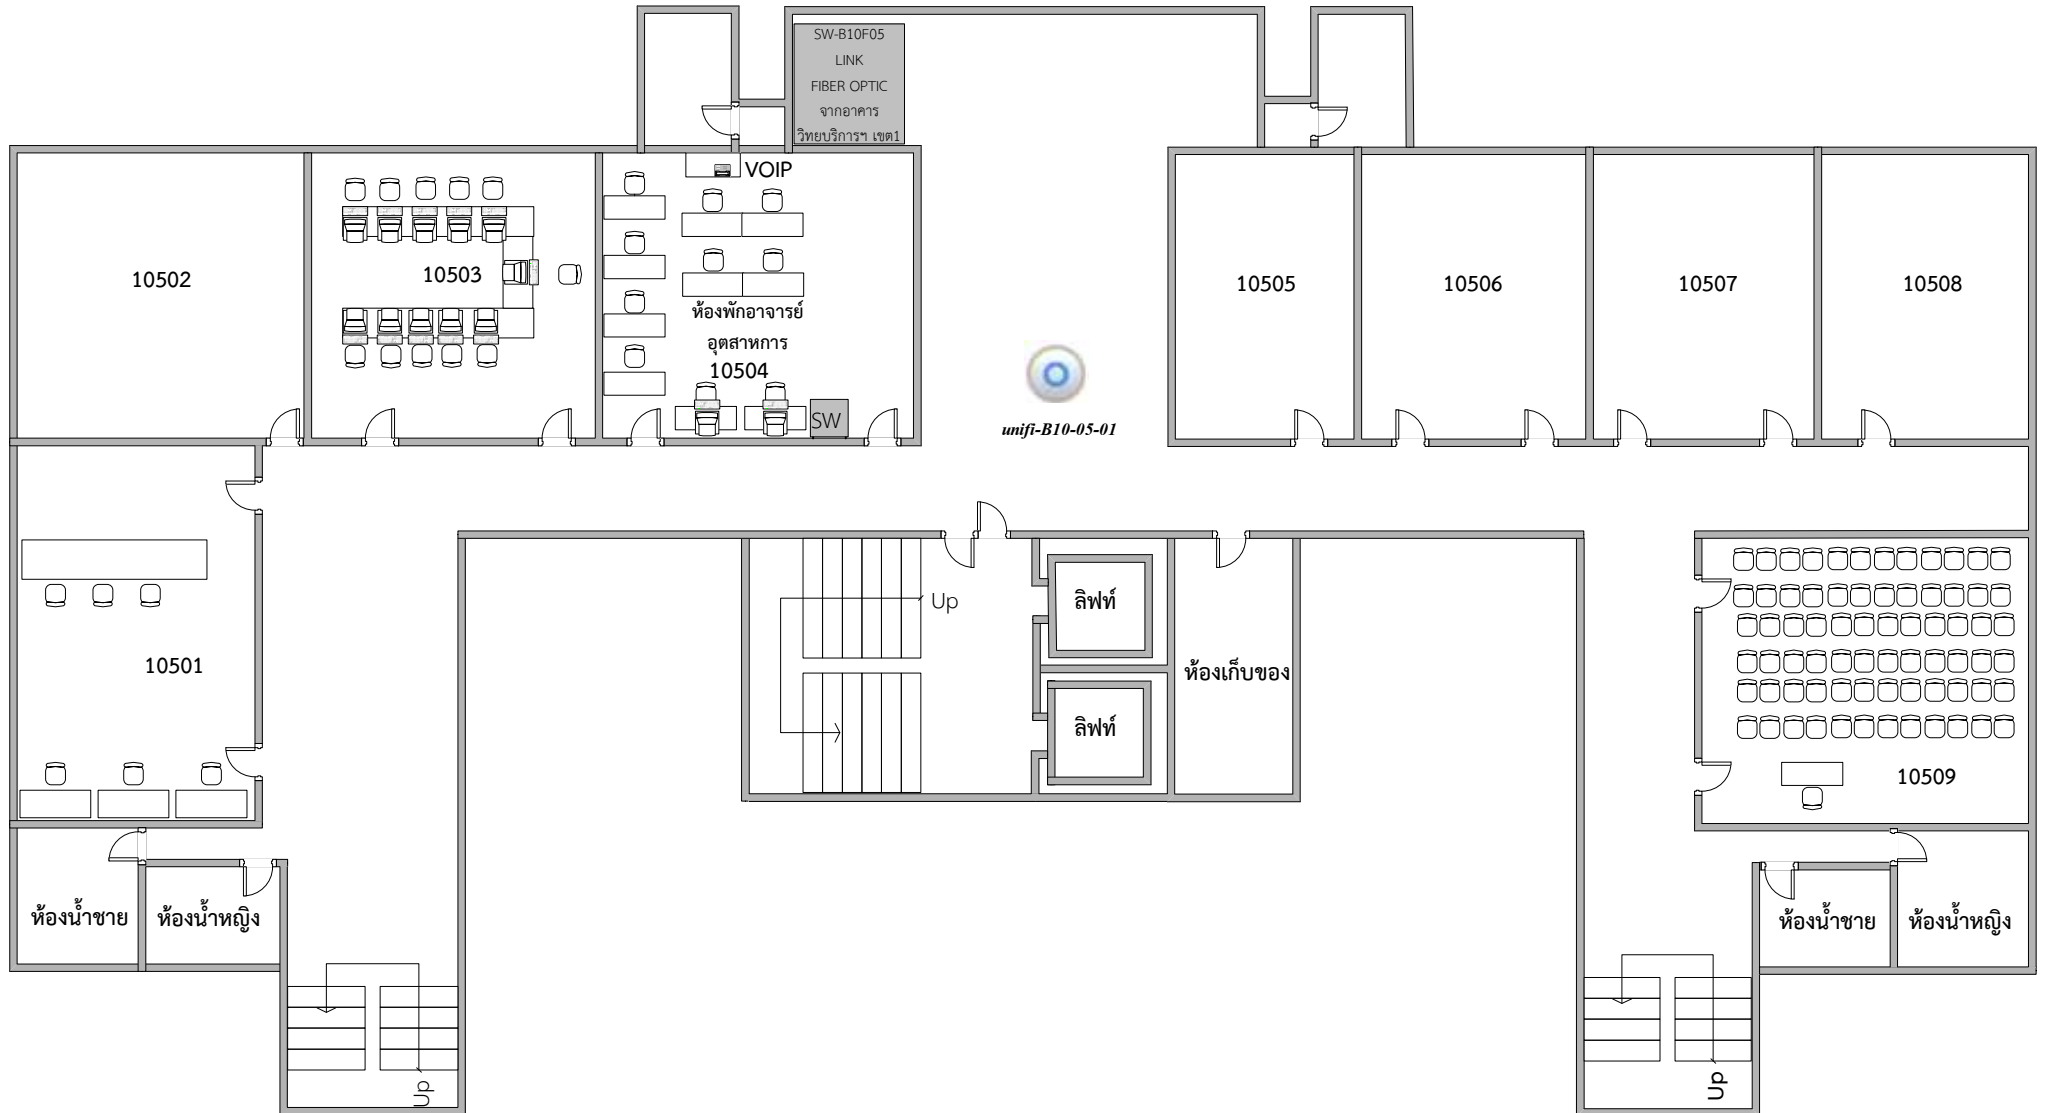 SW-B10F05
LINK
FIBER OPTIC
จากอาคาร
วิทยบริการฯ เขต1
VOIP
10502
10503
ห้องพักอาจารย์
อุตสาหการ
10504
SW
unifi-B10-05-01
10505
10506
10507
10508
10501
Up
ลิฟท์
ลิฟท์
ห้องเก็บของ
10509
ห้องน้ำชาย
ห้องน้ำหญิง
ห้องน้ำชาย
ห้องน้ำหญิง
Up
Up